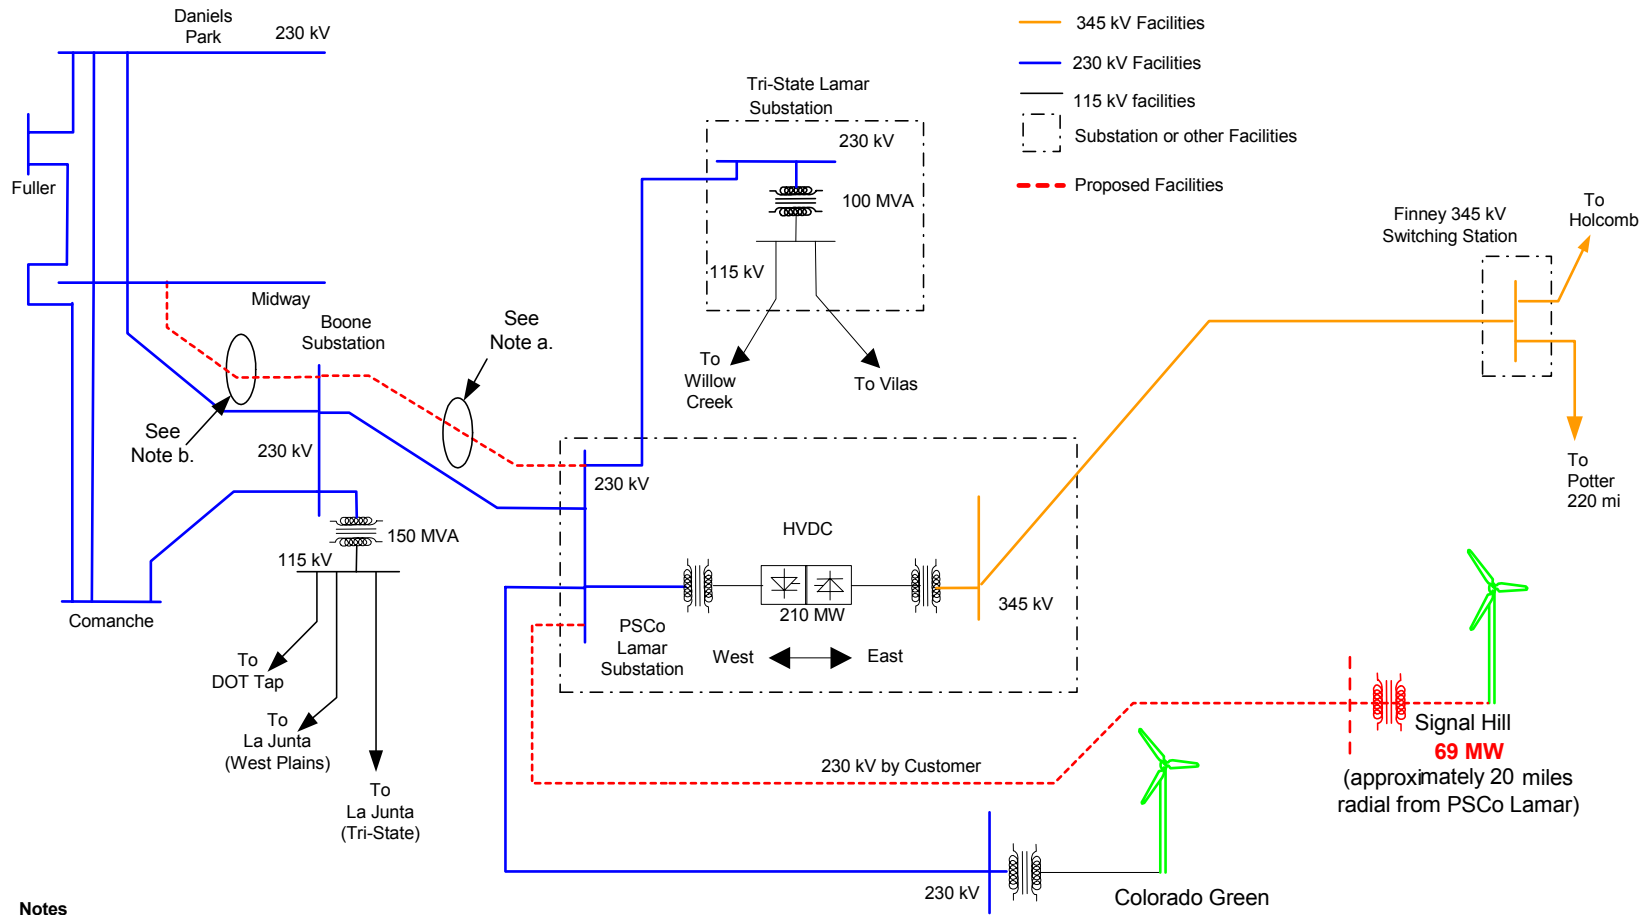 Daniels
Park
230 kV
345 kV Facilities
230 kV Facilities
115 kV facilities
Substation or other Facilities
Proposed Facilities
Tri-State Lamar
Substation
230 kV
100 MVA
115 kV
To
Willow
Creek
To Vilas
To
Holcomb
Finney 345 kV
Switching Station
To
Potter
220 mi
Fuller
Midway
Boone
Substation
See
Note a.
See
Note b.
230 kV
150 MVA
115 kV
Comanche
To
DOT Tap
To
La Junta
(West Plains)
To
La Junta
(Tri-State)
230 kV
HVDC
210 MW
345 kV
PSCo
Lamar
Substation
West
East
Signal Hill
69 MW
(approximately 20 miles
radial from PSCo Lamar)
230 kV by Customer
230 kV
Colorado Green
Notes